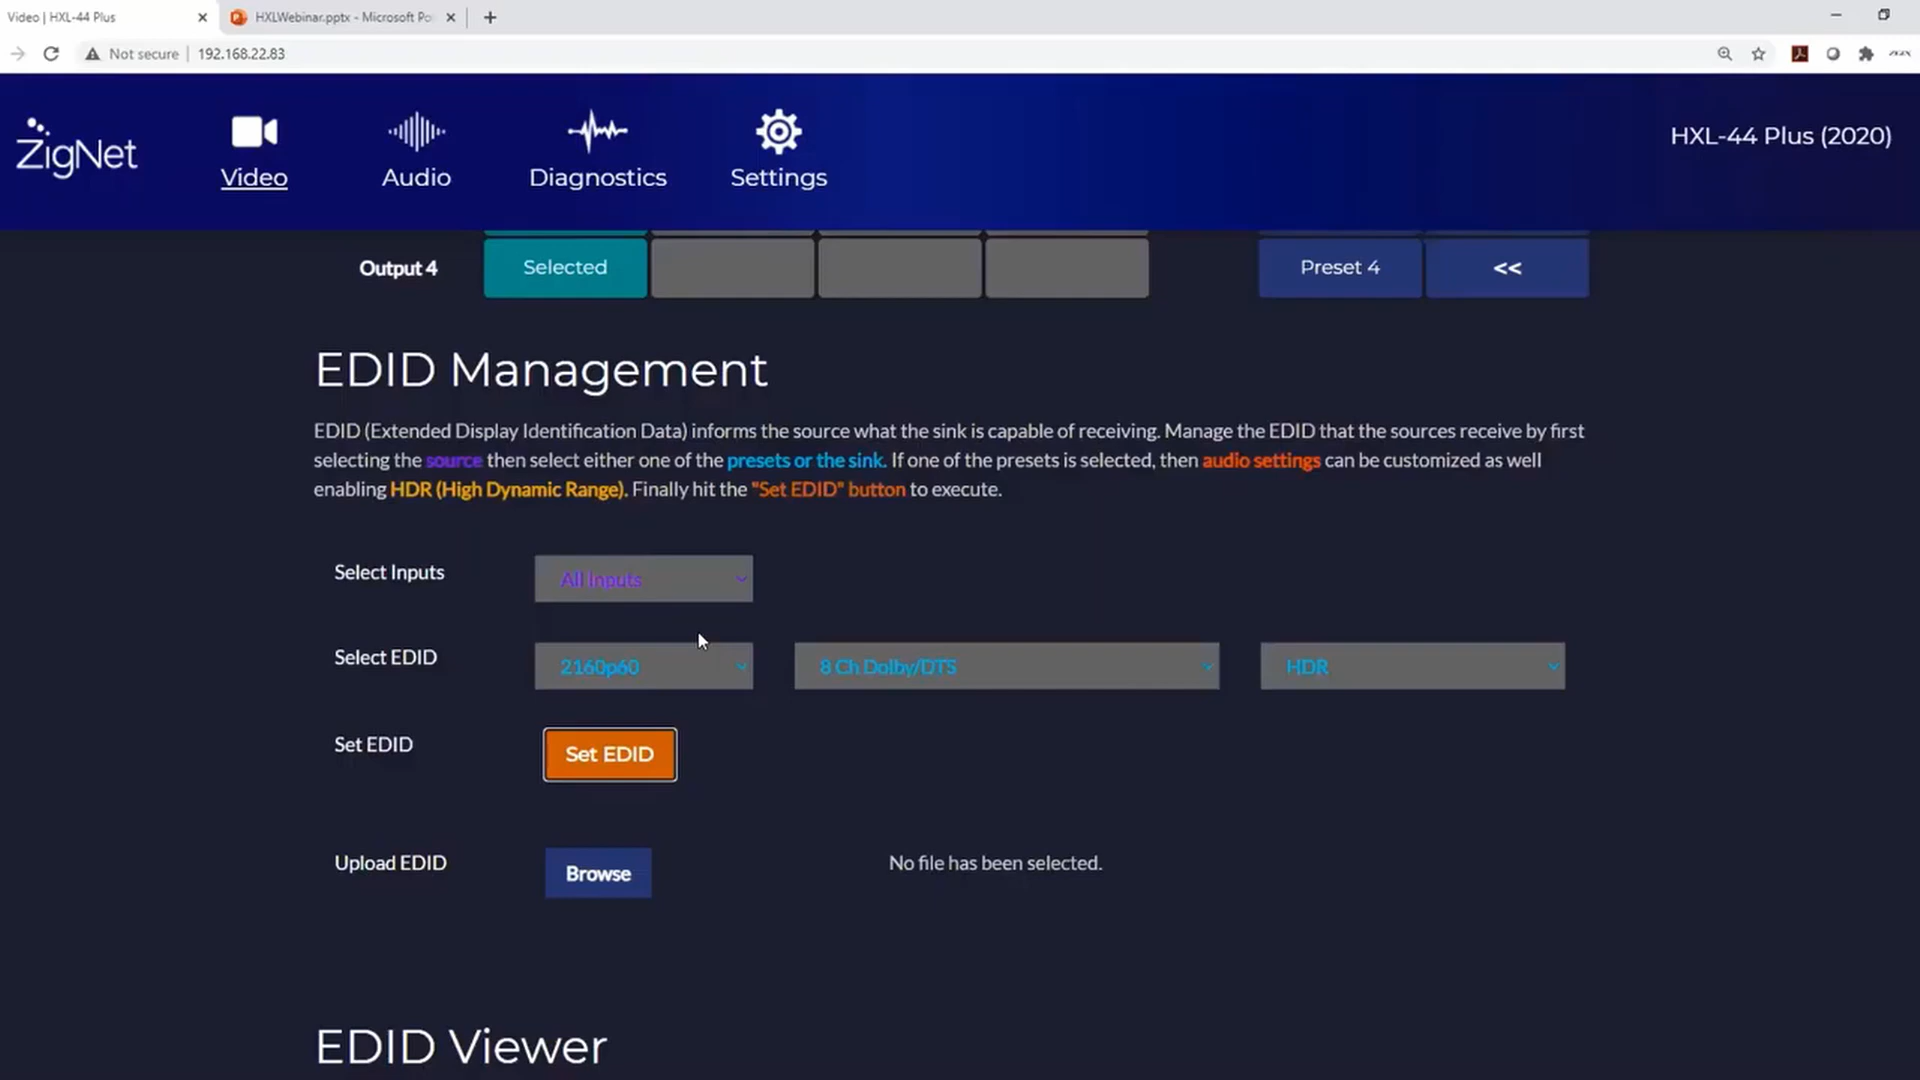 Video | HXL-44 Plus
HXLWebinar.pptx - Microsoft Po
Not secure | 192.168.22.83
ZigNet
Video
Audio
Diagnostics
Settings
HXL-44 Plus (2020)
Output 4
Selected
Preset 4
<<
EDID Management
EDID (Extended Display Identification Data) informs the source what the sink is capable of receiving. Manage the EDID that the sources receive by first
selecting the source then select either one of the presets or the sink. If one of the presets is selected, then audio settings can be customized as well
enabling HDR (High Dynamic Range). Finally hit the "Set EDID" button to execute.
Select Inputs
All Inputs
Select EDID
2160p60
8 Ch Dolby/DTS
HDR
Set EDID
Set EDID
Upload EDID
Browse
No file has been selected.
EDID Viewer